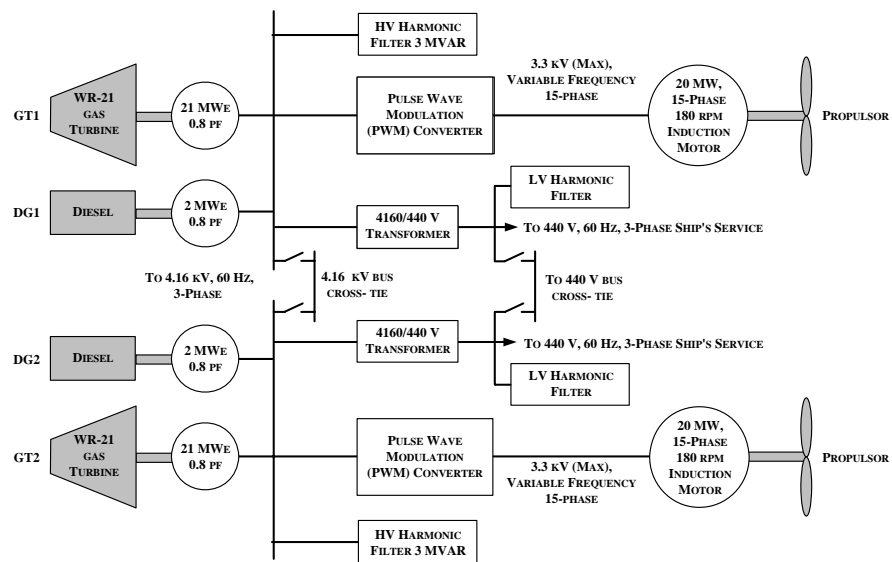 HV HARMONIC
FILTER 3 MVAR
GT1
WR-21
GAS
TURBINE
21 MWE
0.8 PF
PULSE WAVE
MODULATION
(PWM) CONVERTER
3.3 KV (MAX),
VARIABLE FREQUENCY
15-PHASE
20 MW,
15-PHASE
180 RPM
INDUCTION
MOTOR
PROPULSOR
LV HARMONIC
FILTER
DG1
DIESEL
2 MWE
0.8 PF
4160/440 V
TRANSFORMER
TO 440 V, 60 HZ, 3-PHASE SHIP'S SERVICE
TO 4.16 KV, 60 HZ,
3-PHASE
4.16 KV BUS
CROSS- TIE
TO 440 V BUS
CROSS- TIE
DG2
DIESEL
2 MWE
0.8 PF
4160/440 V
TRANSFORMER
TO 440 V, 60 HZ, 3-PHASE SHIP'S SERVICE
LV HARMONIC
FILTER
GT2
WR-21
GAS
TURBINE
21 MWE
0.8 PF
PULSE WAVE
MODULATION
(PWM) CONVERTER
3.3 KV (MAX),
VARIABLE FREQUENCY
15-PHASE
20 MW,
15-PHASE
180 RPM
INDUCTION
MOTOR
PROPULSOR
HV HARMONIC
FILTER 3 MVAR